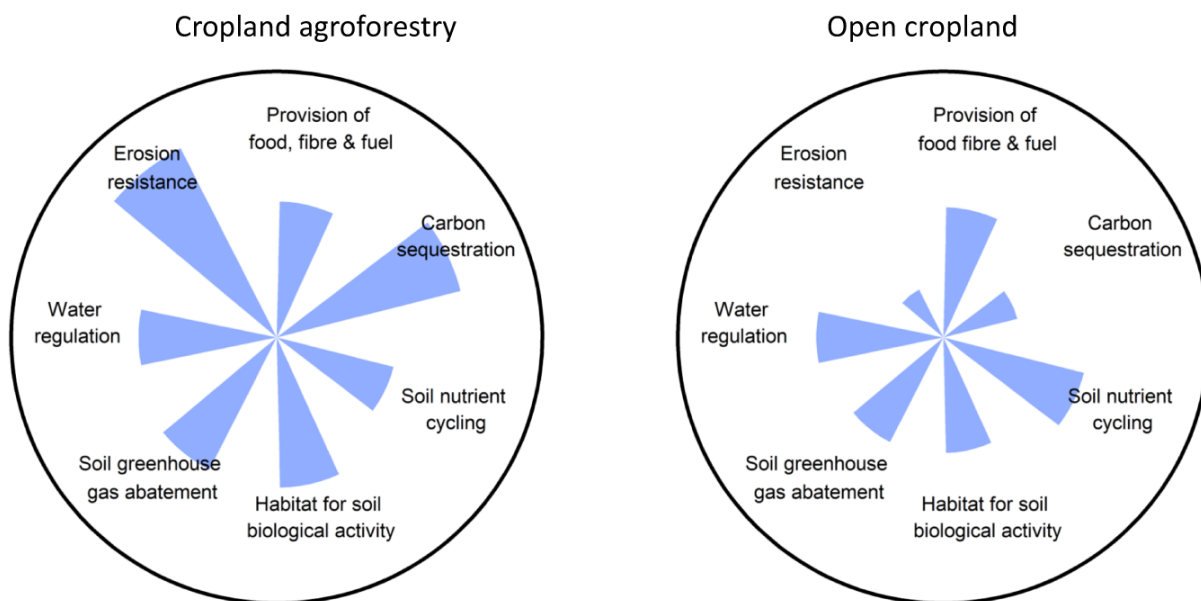 Cropland agroforestry
Provision of
food, fibre & fuel
Erosion
resistance
Carbon
sequestration
Water
regulation
Soil nutrient
cycling
Soil greenhouse
gas abatement
Habitat for soil
biological activity
Open cropland
Provision of
food fibre & fuel
Erosion
resistance
Carbon
sequestration
Water
regulation
Soil nutrient
cycling
Soil greenhouse
gas abatement
Habitat for soil
biological activity